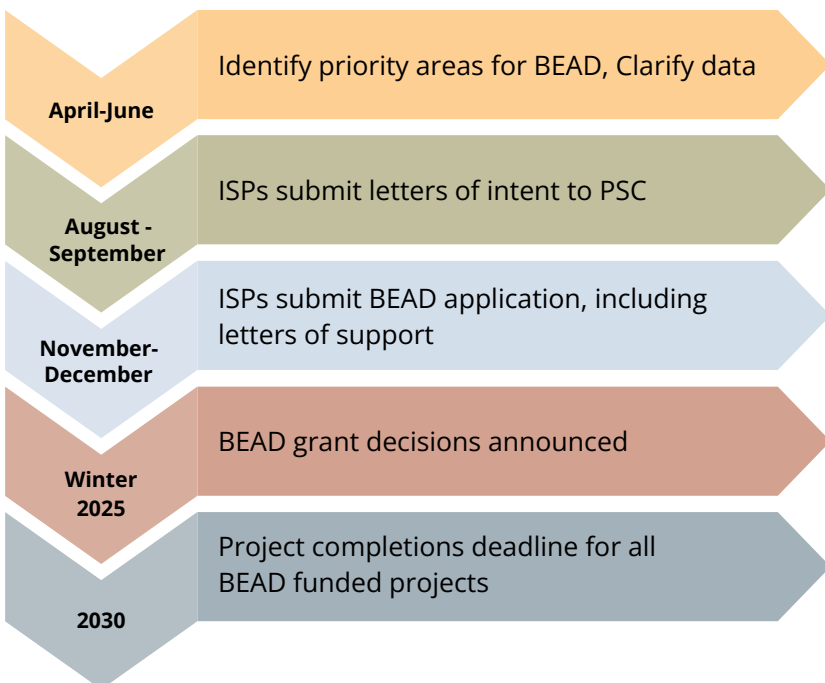 April-June
Identify priority areas for BEAD, Clarify data
August -
September
ISPs submit letters of intent to PSC
November-
December
ISPs submit BEAD application, including
letters of support
Winter
2025
BEAD grant decisions announced
2030
Project completions deadline for all
BEAD funded projects